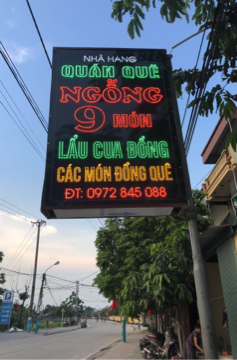 NHÀ HÀNG
QUÁN QUÊ
NGỖNG
9 MÓN
LẨU CUA ĐỒNG
CÁC MÓN ĐỒNG QUÊ
ĐT: 0972 845 088